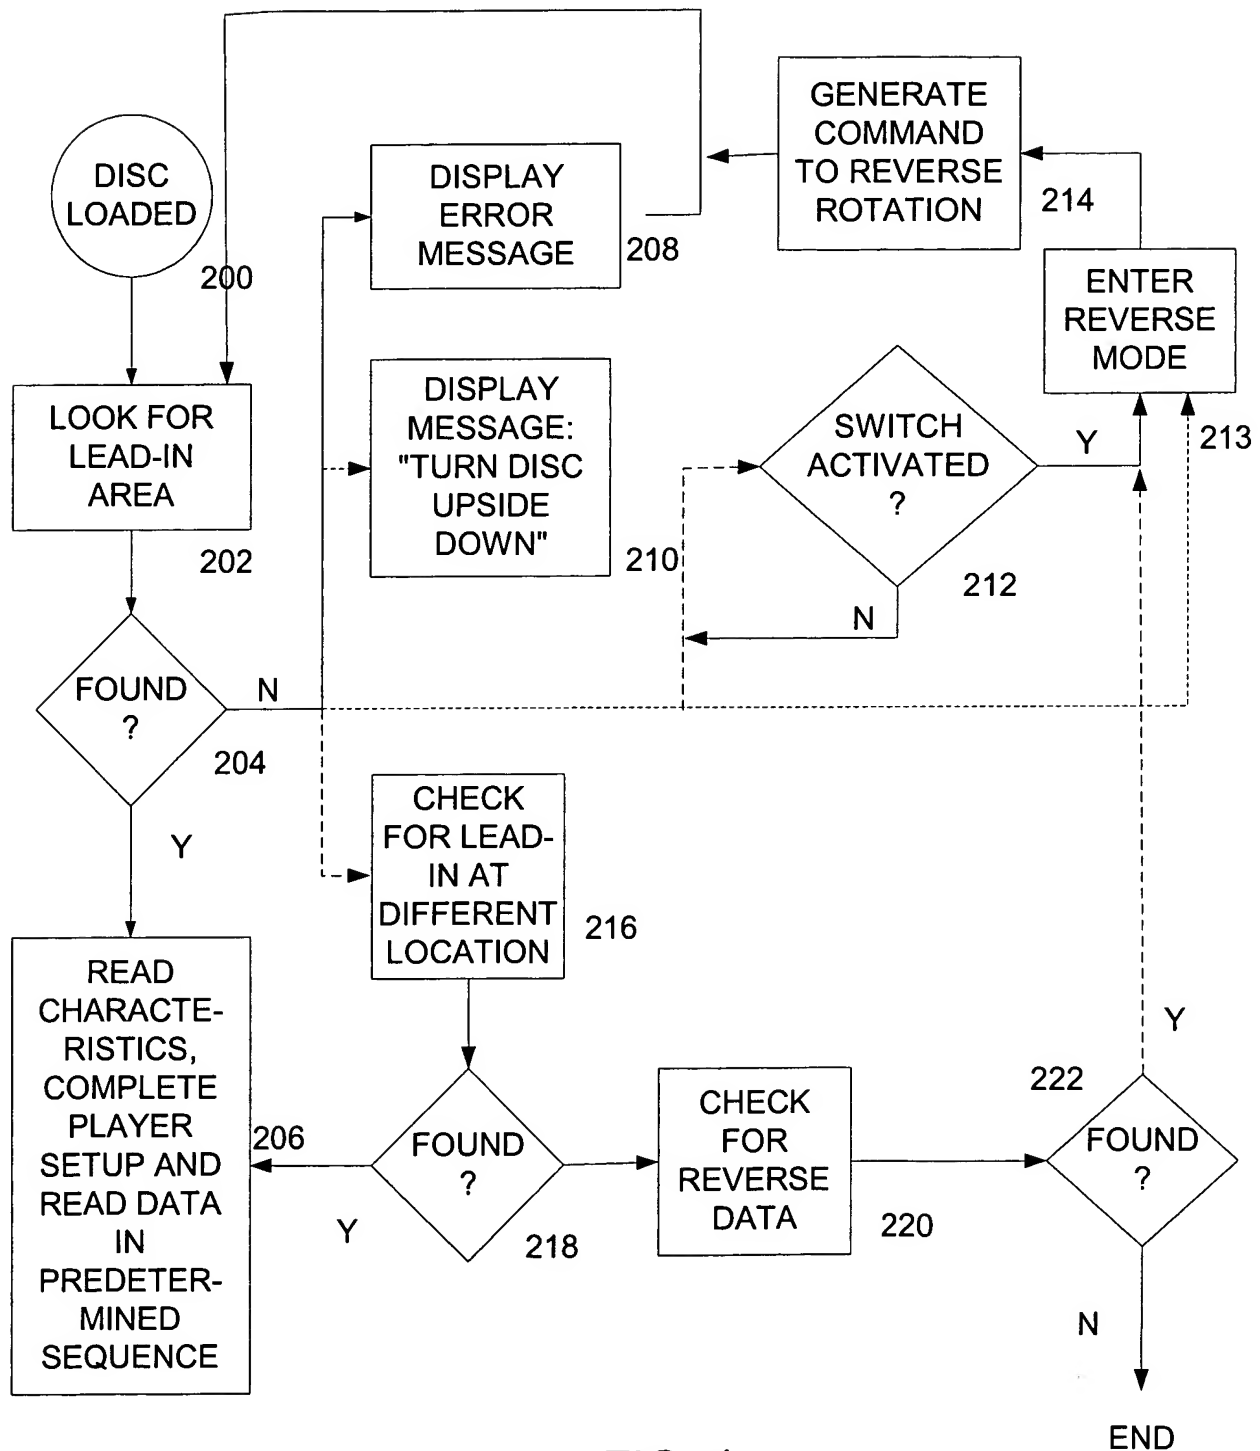 DISC
LOADED
200
LOOK FOR
LEAD-IN
AREA
202
FOUND
?
N
204
Y
READ
CHARACTE-
RISTICS,
COMPLETE
PLAYER
SETUP AND
READ DATA
IN
PREDETER-
MINED
SEQUENCE
206
DISPLAY
ERROR
MESSAGE
208
DISPLAY
MESSAGE:
"TURN DISC
UPSIDE
DOWN"
210
SWITCH
ACTIVATED
?
Y
N
212
ENTER
REVERSE
MODE
213
GENERATE
COMMAND
TO REVERSE
ROTATION
214
CHECK
FOR LEAD-
IN AT
DIFFERENT
LOCATION
216
FOUND
?
Y
218
CHECK
FOR
REVERSE
DATA
220
222
FOUND
?
Y
N
END